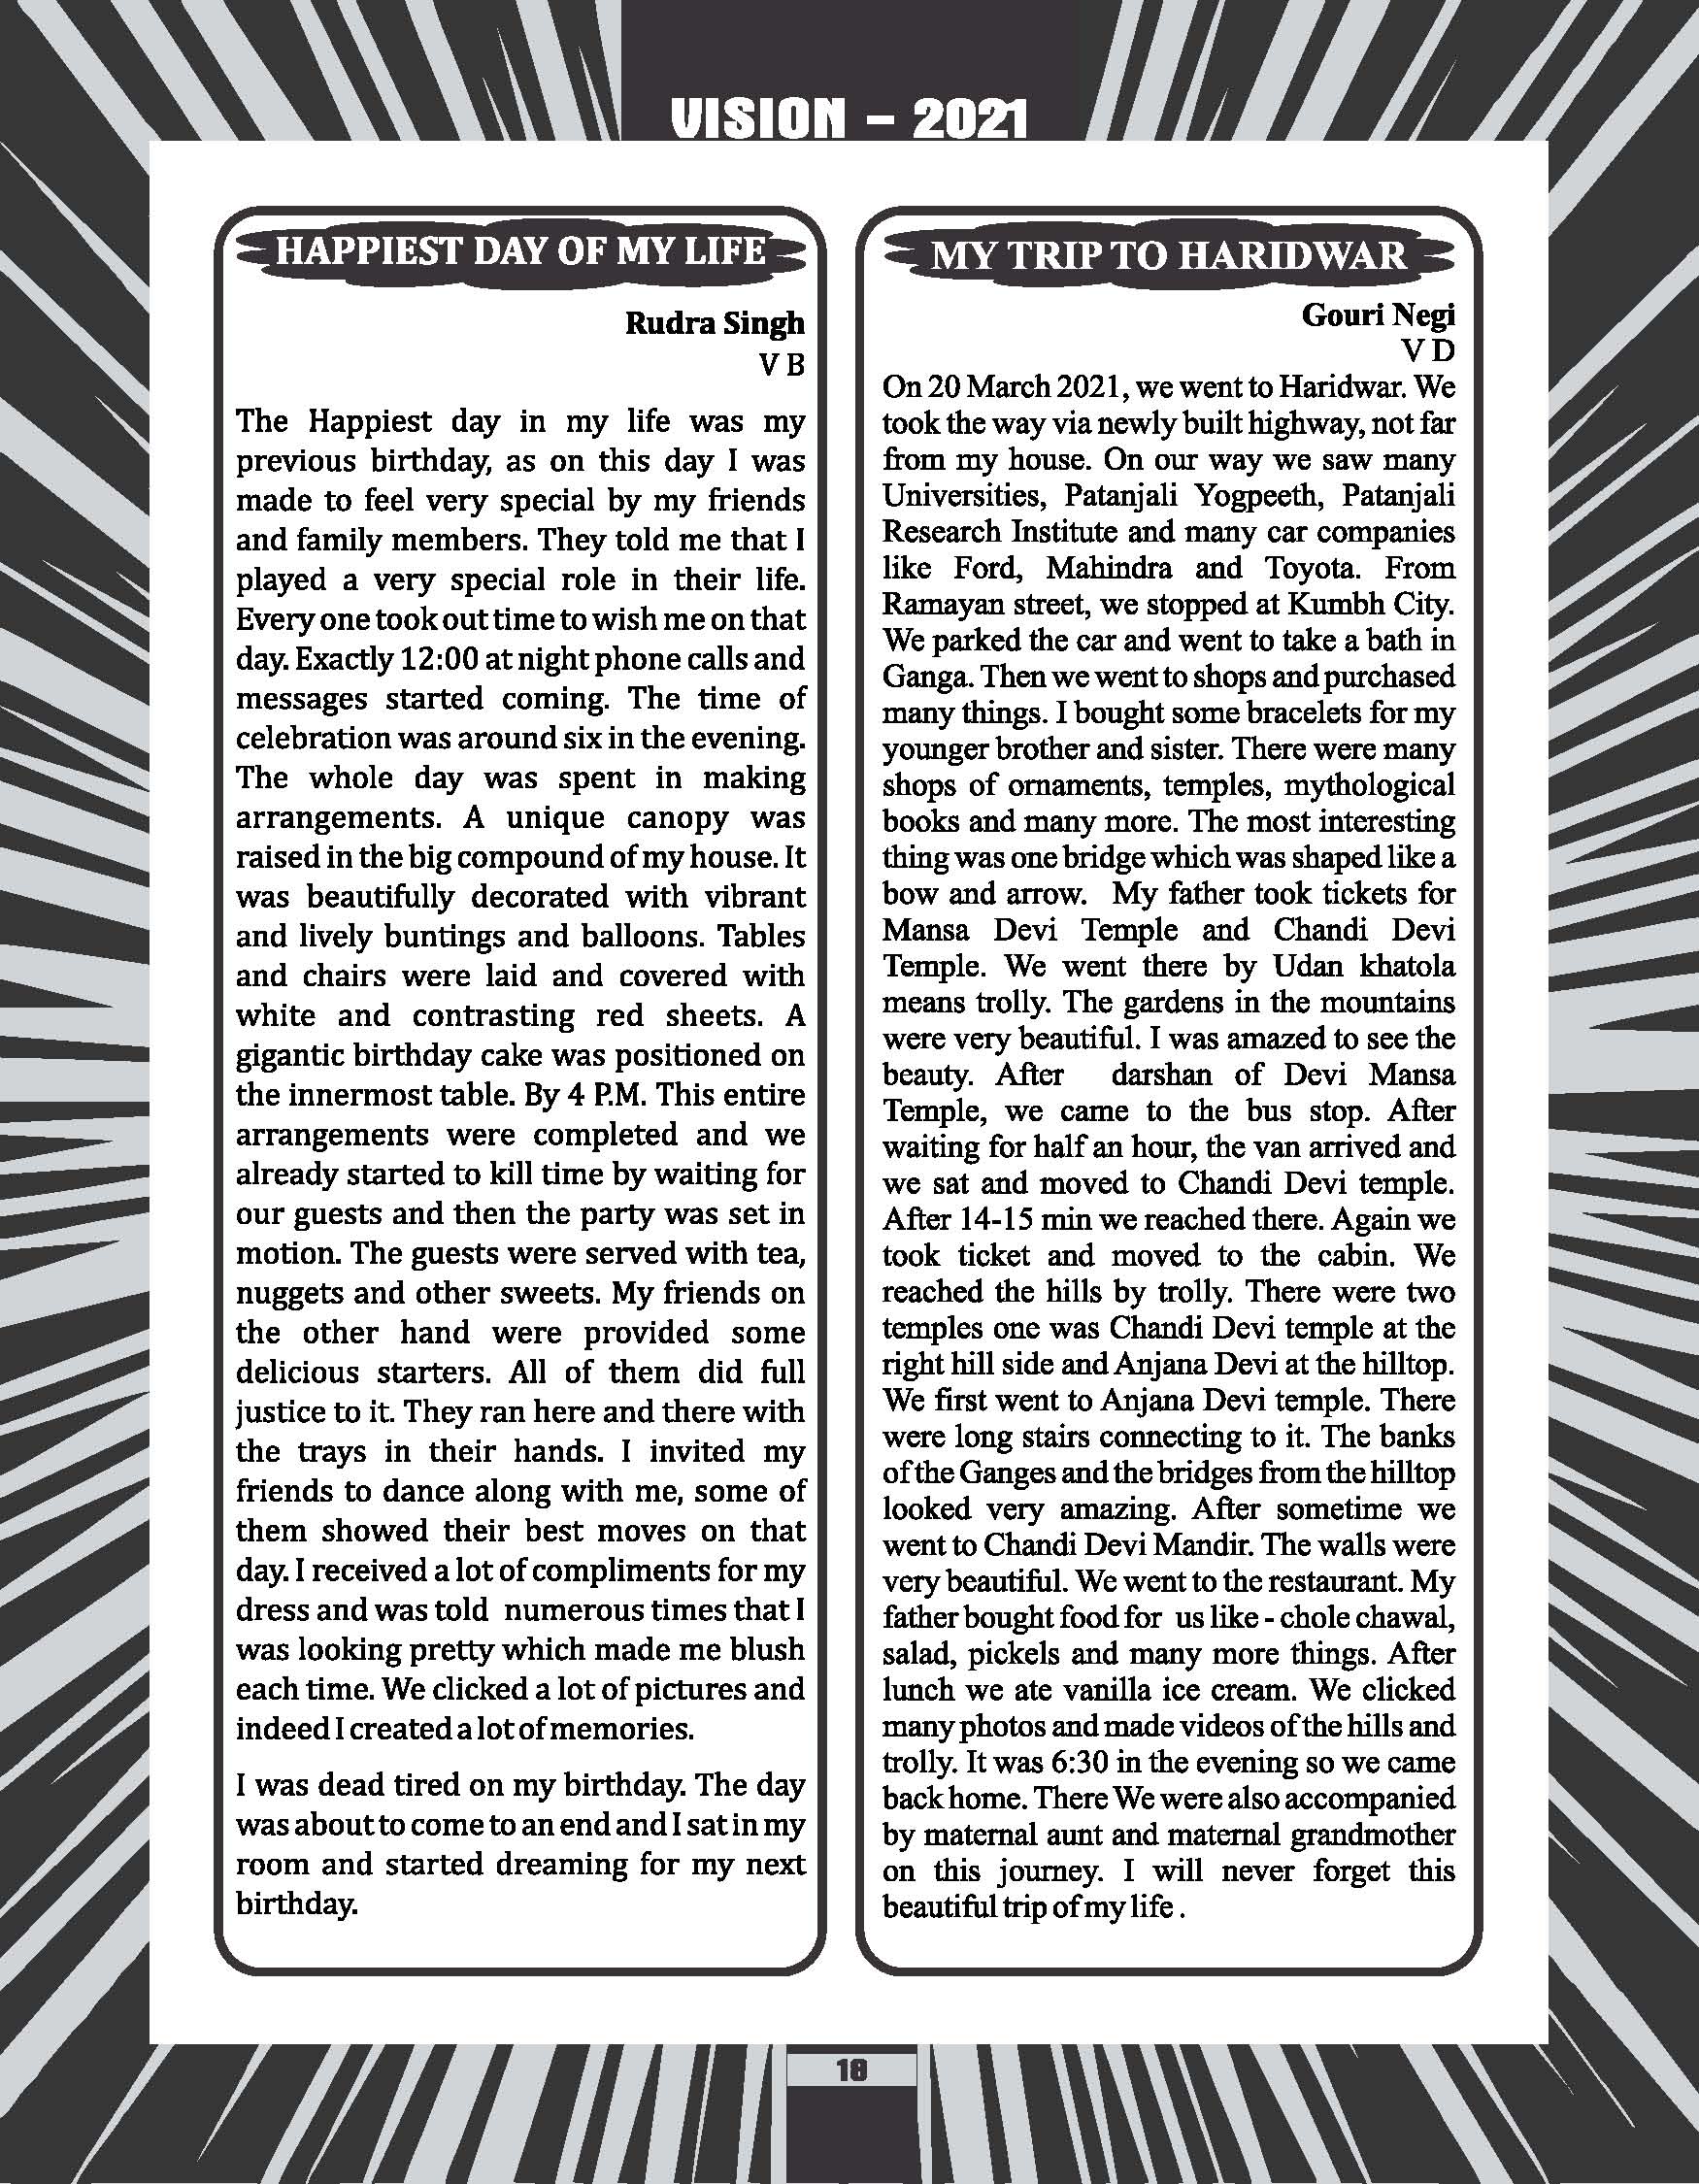 VISION – 2021
HAPPIEST DAY OF MY LIFE
Rudra Singh
V B
The Happiest day in my life was my
previous birthday, as on this day I was
made to feel very special by my friends
and family members. They told me that I
played a very special role in their life.
Every one took out time to wish me on that
day. Exactly 12:00 at night phone calls and
messages started coming. The time of
celebration was around six in the evening.
The whole day was spent in making
arrangements. A unique canopy was
raised in the big compound of my house. It
was beautifully decorated with vibrant
and lively buntings and balloons. Tables
and chairs were laid and covered with
white and contrasting red sheets. A
gigantic birthday cake was positioned on
the innermost table. By 4 P.M. This entire
arrangements were completed and we
already started to kill time by waiting for
our guests and then the party was set in
motion. The guests were served with tea,
nuggets and other sweets. My friends on
the other hand were provided some
delicious starters. All of them did full
justice to it. They ran here and there with
the trays in their hands. I invited my
friends to dance along with me, some of
them showed their best moves on that
day. I received a lot of compliments for my
dress and was told numerous times that I
was looking pretty which made me blush
each time. We clicked a lot of pictures and
indeed I created a lot of memories.
I was dead tired on my birthday. The day
was about to come to an end and I sat in my
room and started dreaming for my next
birthday.
MY TRIP TO HARIDWAR
Gouri Negi
V D
On 20 March 2021, we went to Haridwar. We
took the way via newly built highway, not far
from my house. On our way we saw many
Universities, Patanjali Yogpeeth, Patanjali
Research Institute and many car companies
like Ford, Mahindra and Toyota. From
Ramayan street, we stopped at Kumbh City.
We parked the car and went to take a bath in
Ganga. Then we went to shops and purchased
many things. I bought some bracelets for my
younger brother and sister. There were many
shops of ornaments, temples, mythological
books and many more. The most interesting
thing was one bridge which was shaped like a
bow and arrow. My father took tickets for
Mansa Devi Temple and Chandi Devi
Temple. We went there by Udan khatola
means trolly. The gardens in the mountains
were very beautiful. I was amazed to see the
beauty. After darshan of Devi Mansa
Temple, we came to the bus stop. After
waiting for half an hour, the van arrived and
we sat and moved to Chandi Devi temple.
After 14-15 min we reached there. Again we
took ticket and moved to the cabin. We
reached the hills by trolly. There were two
temples one was Chandi Devi temple at the
right hill side and Anjana Devi at the hilltop.
We first went to Anjana Devi temple. There
were long stairs connecting to it. The banks
of the Ganges and the bridges from the hilltop
looked very amazing. After sometime we
went to Chandi Devi Mandir. The walls were
very beautiful. We went to the restaurant. My
father bought food for us like - chole chawal,
salad, pickels and many more things. After
lunch we ate vanilla ice cream. We clicked
many photos and made videos of the hills and
trolly. It was 6:30 in the evening so we came
back home. There We were also accompanied
by maternal aunt and maternal grandmother
on this journey. I will never forget this
beautiful trip of my life .
18